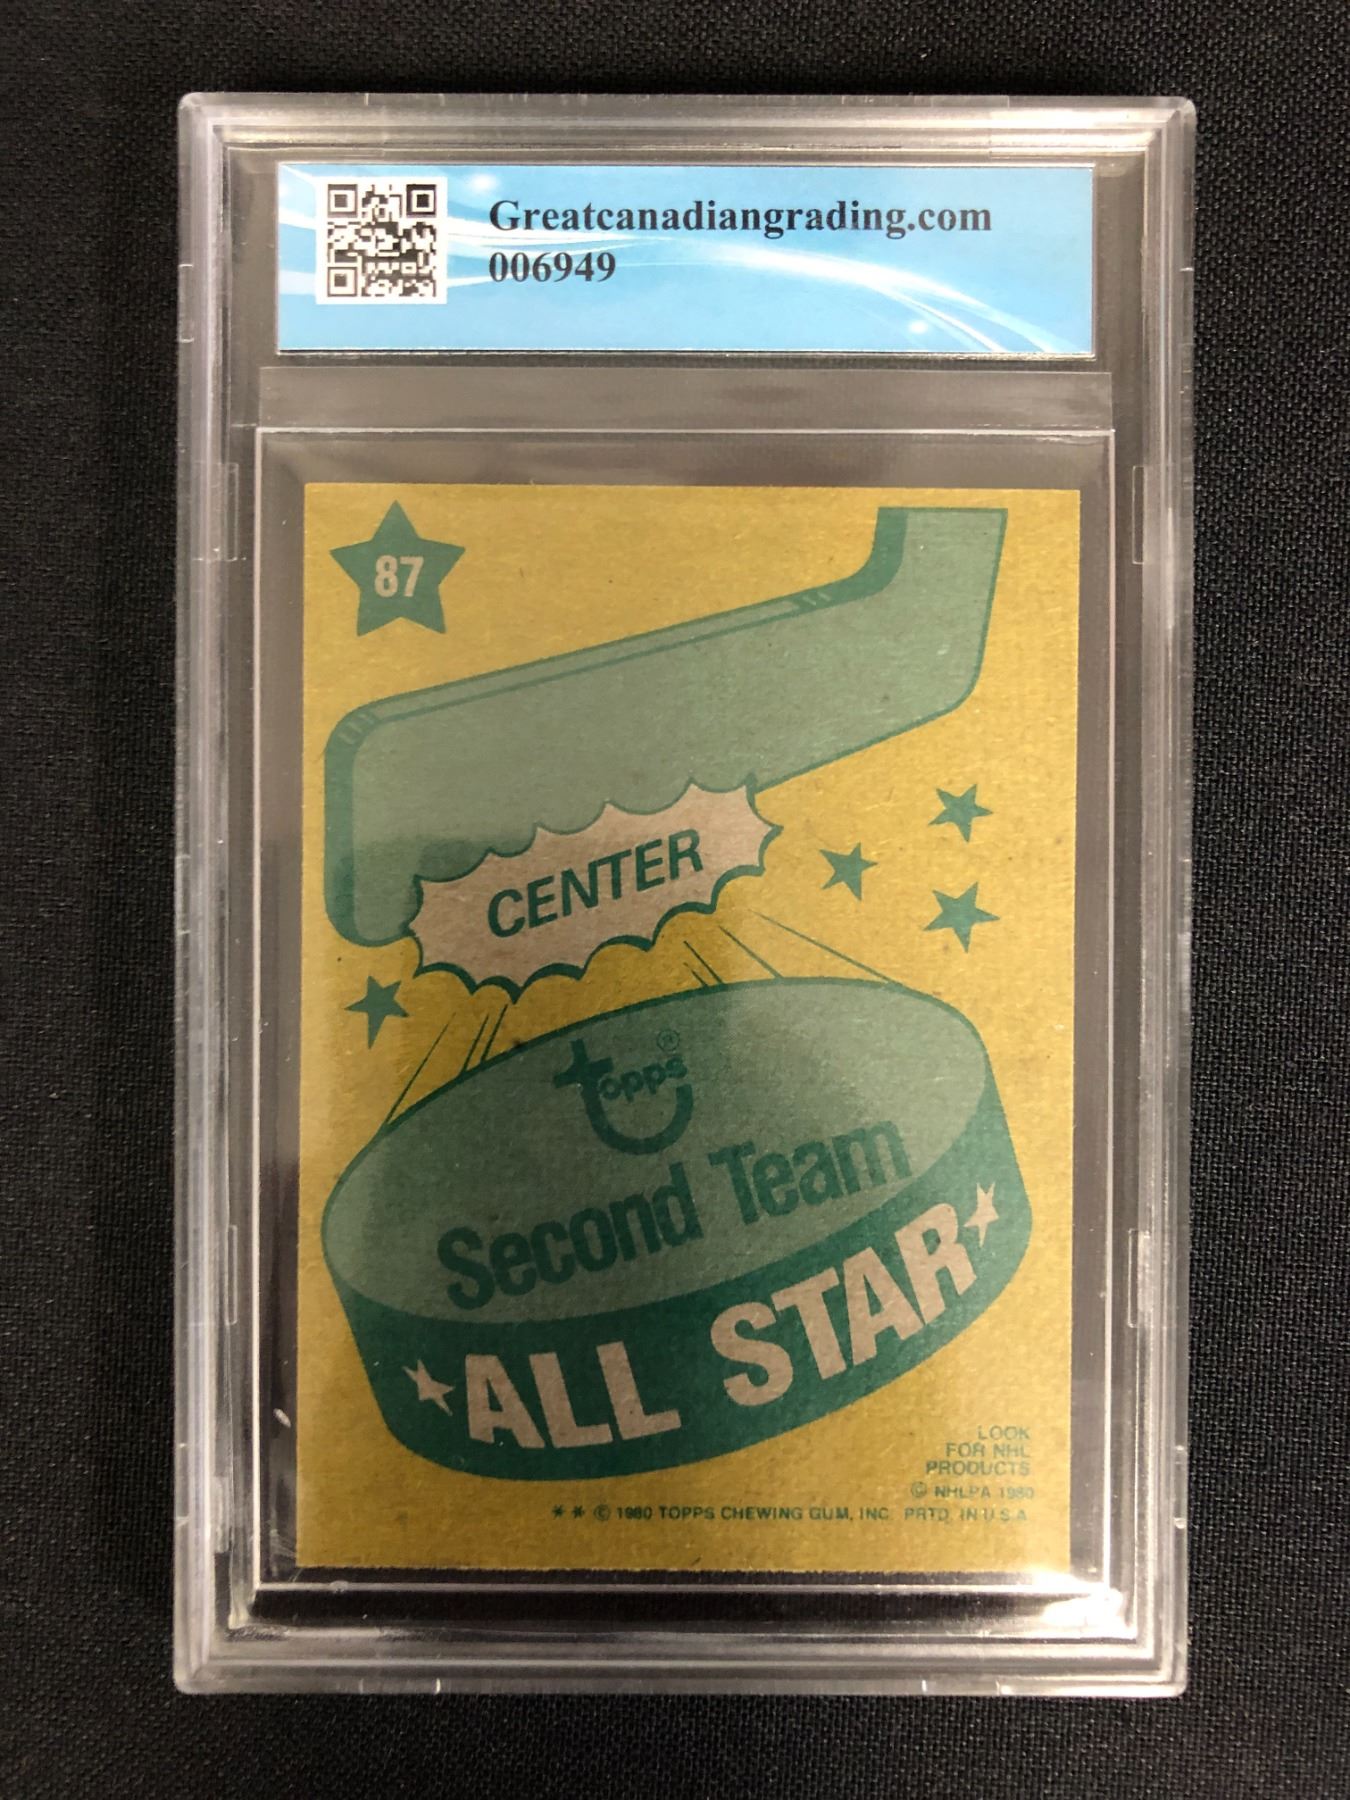 Greatcanadiangrading.com
006949
87
CENTER
topps ®
Second Team
ALL STAR
LOOK
FOR NHL
PRODUCTS
© NHLPA 1980
* * © 1980 TOPPS CHEWING GUM, INC. PRTD. IN U.S.A.